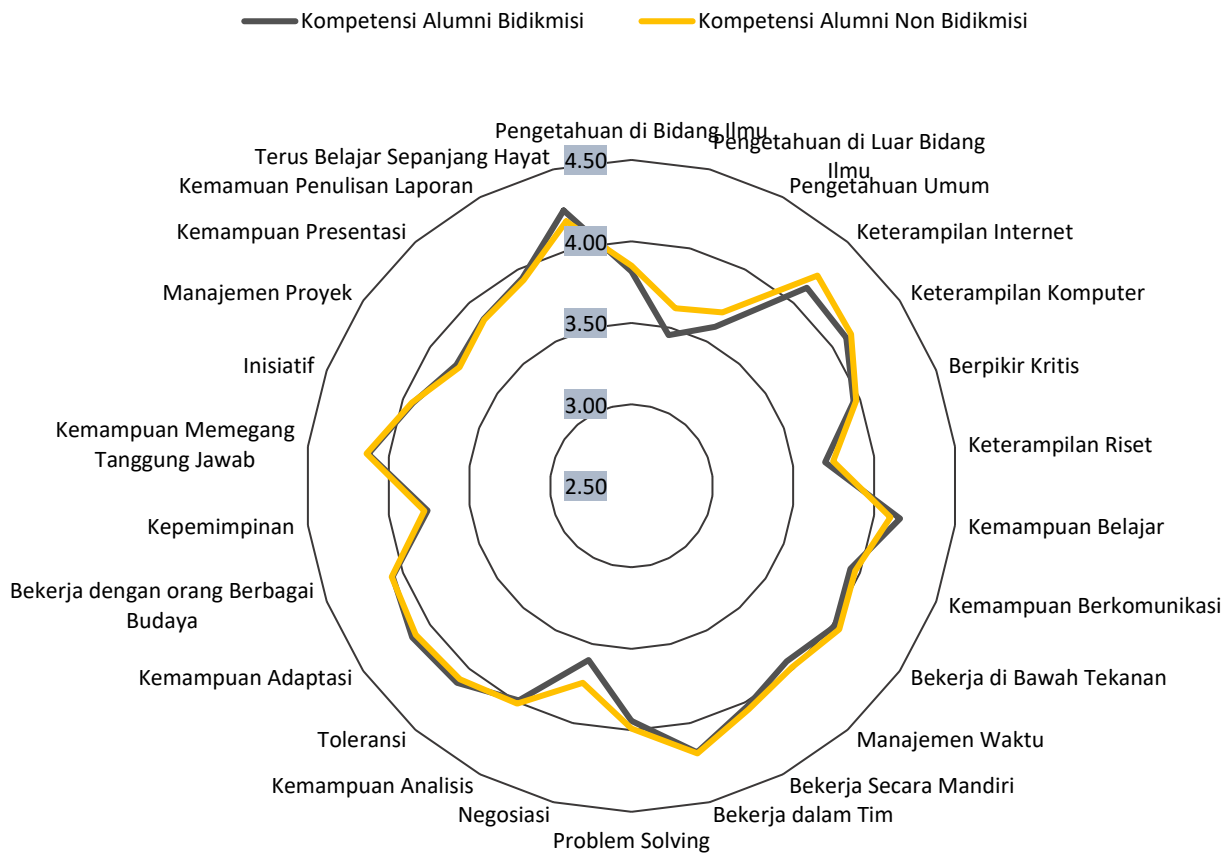 Kompetensi Alumni Bidikmisi
Kompetensi Alumni Non Bidikmisi
Pengetahuan di Bidang Ilmu
Pengetahuan di Luar Bidang
Ilmu
Pengetahuan Umum
Keterampilan Internet
Keterampilan Komputer
Berpikir Kritis
Keterampilan Riset
Kemampuan Belajar
Kemampuan Berkomunikasi
Bekerja di Bawah Tekanan
Manajemen Waktu
Bekerja Secara Mandiri
Bekerja dalam Tim
Problem Solving
Negosiasi
Kemampuan Analisis
Toleransi
Kemampuan Adaptasi
Bekerja dengan orang Berbagai
Budaya
Kepemimpinan
Kemampuan Memegang
Tanggung Jawab
Inisiatif
Manajemen Proyek
Kemampuan Presentasi
Kemamuan Penulisan Laporan
Terus Belajar Sepanjang Hayat
4.50
4.00
3.50
3.00
2.50